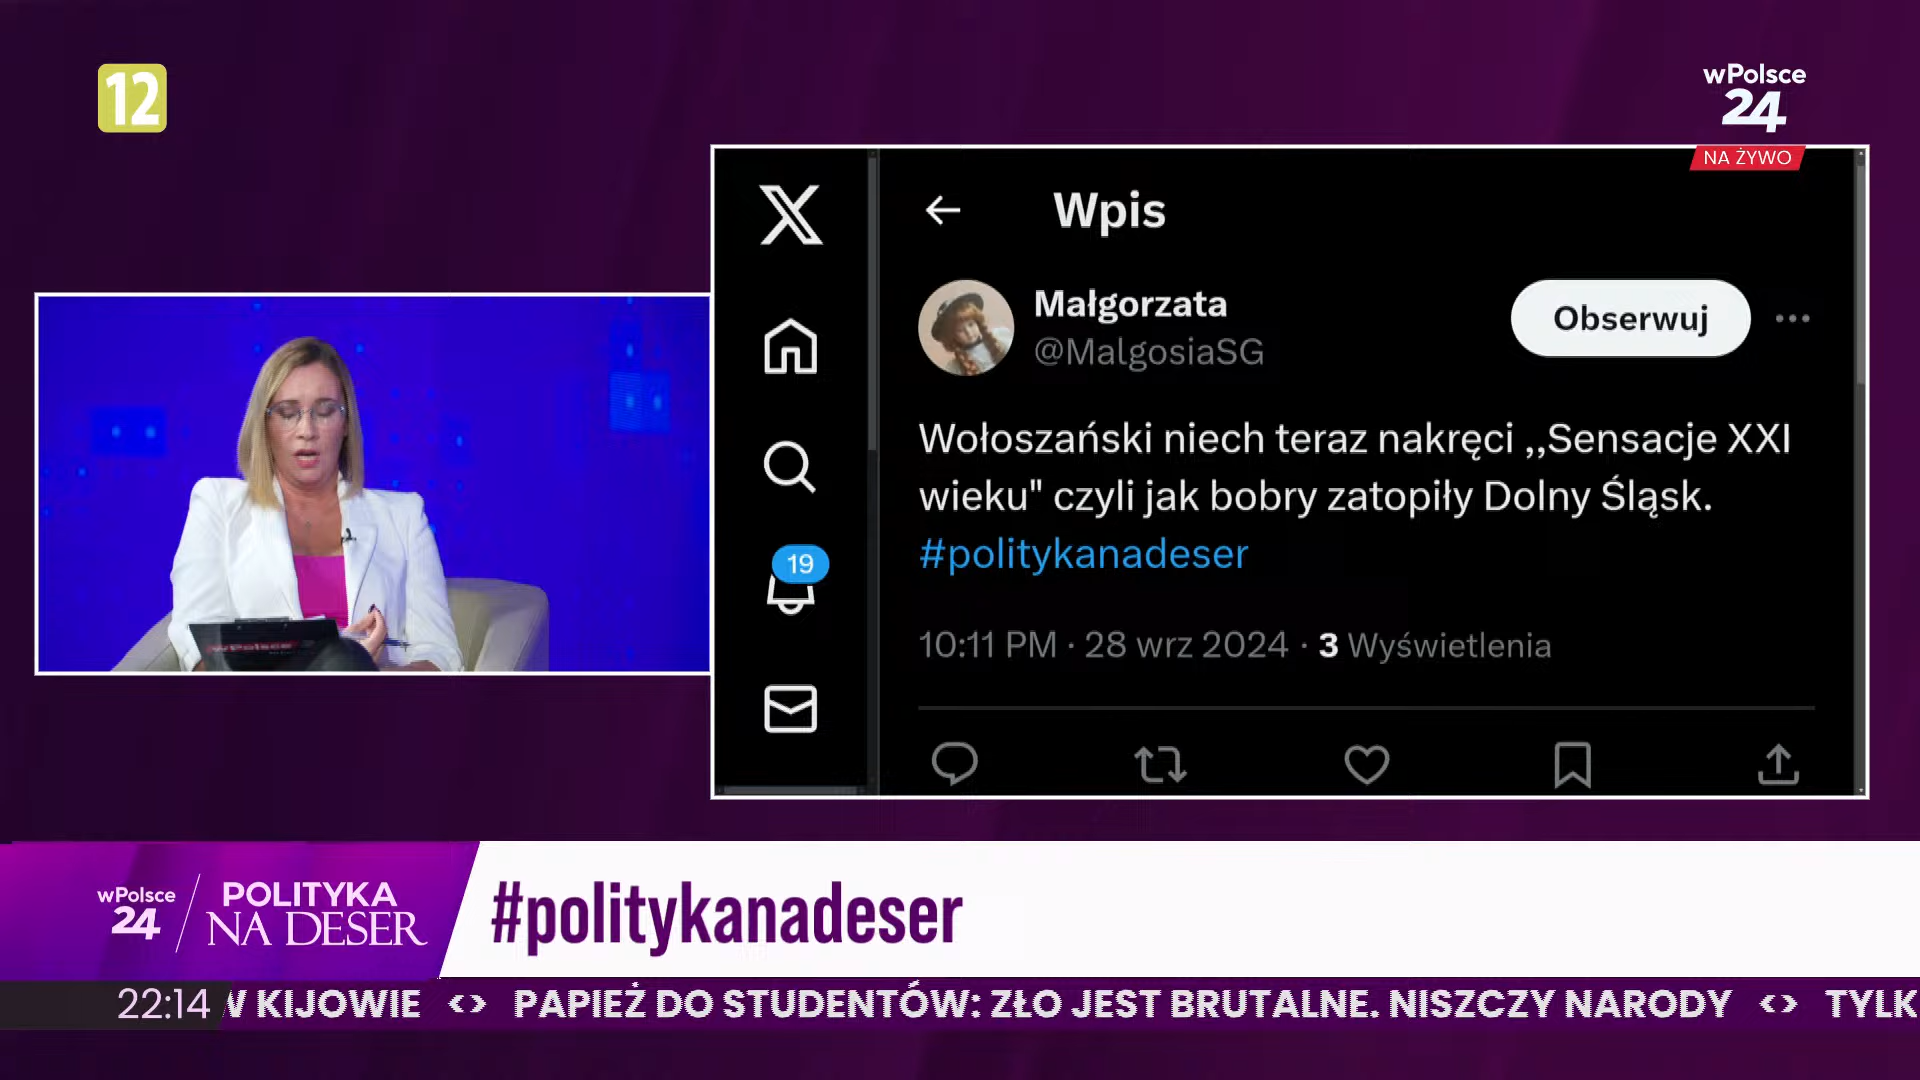 12
wPolsce
24
NA ŻYWO
Wpis
Małgorzata
@MalgosiaSG
Obserwuj
Wołoszański niech teraz nakręci ,,Sensacje XXI
wieku" czyli jak bobry zatopiły Dolny Śląsk.
#politykanadeser
19
10:11 PM · 28 wrz 2024 · 3 Wyświetlenia
wPolsce
wPolsce
24
POLITYKA
NA DESER
#politykanadeser
22:14
W KIJOWIE <> PAPIEŻ DO STUDENTÓW: ZŁO JEST BRUTALNE. NISZCZY NARODY <> TYLK